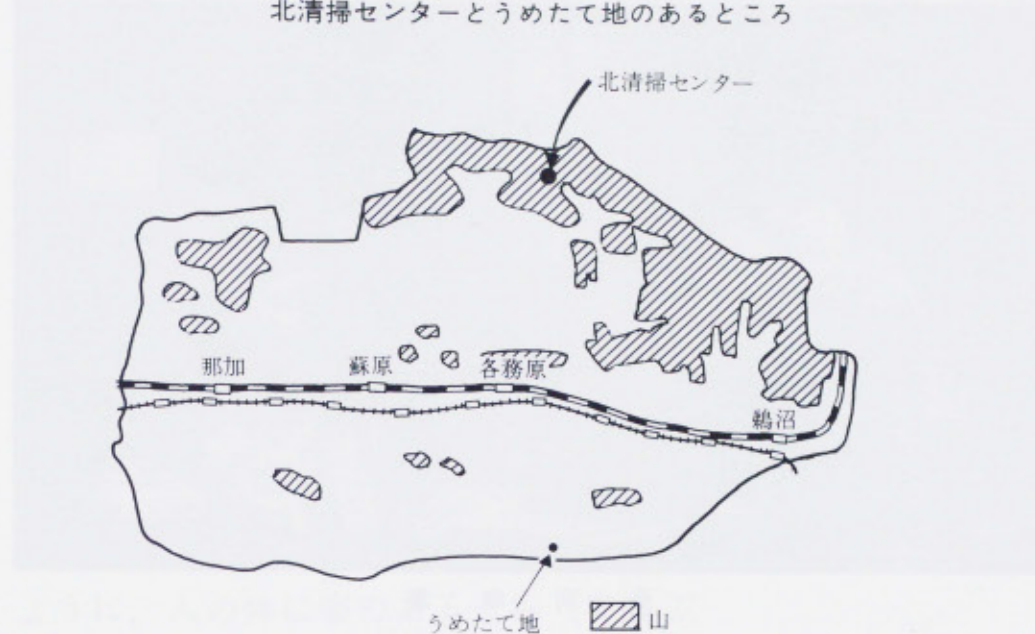 北清掃センターとうめたて地のあるところ
北清掃センター
那加
蘇原
各務原
鵜沼
うめたて地
山